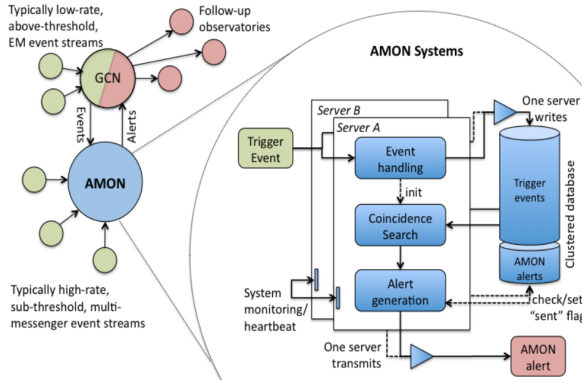 Typically low-rate,
above-threshold,
EM event streams
Follow-up
observatories
GCN
Events
Alerts
AMON
Typically high-rate,
sub-threshold, multi-
messenger event streams
AMON Systems
Server B
Server A
One server
writes
Trigger
Event
Event
handling
init
Coincidence
Search
Alert
generation
Trigger
events
AMON
alerts
Clustered database
System
monitoring/
heartbeat
check/set
"sent" flag
One server
transmits
AMON
alert